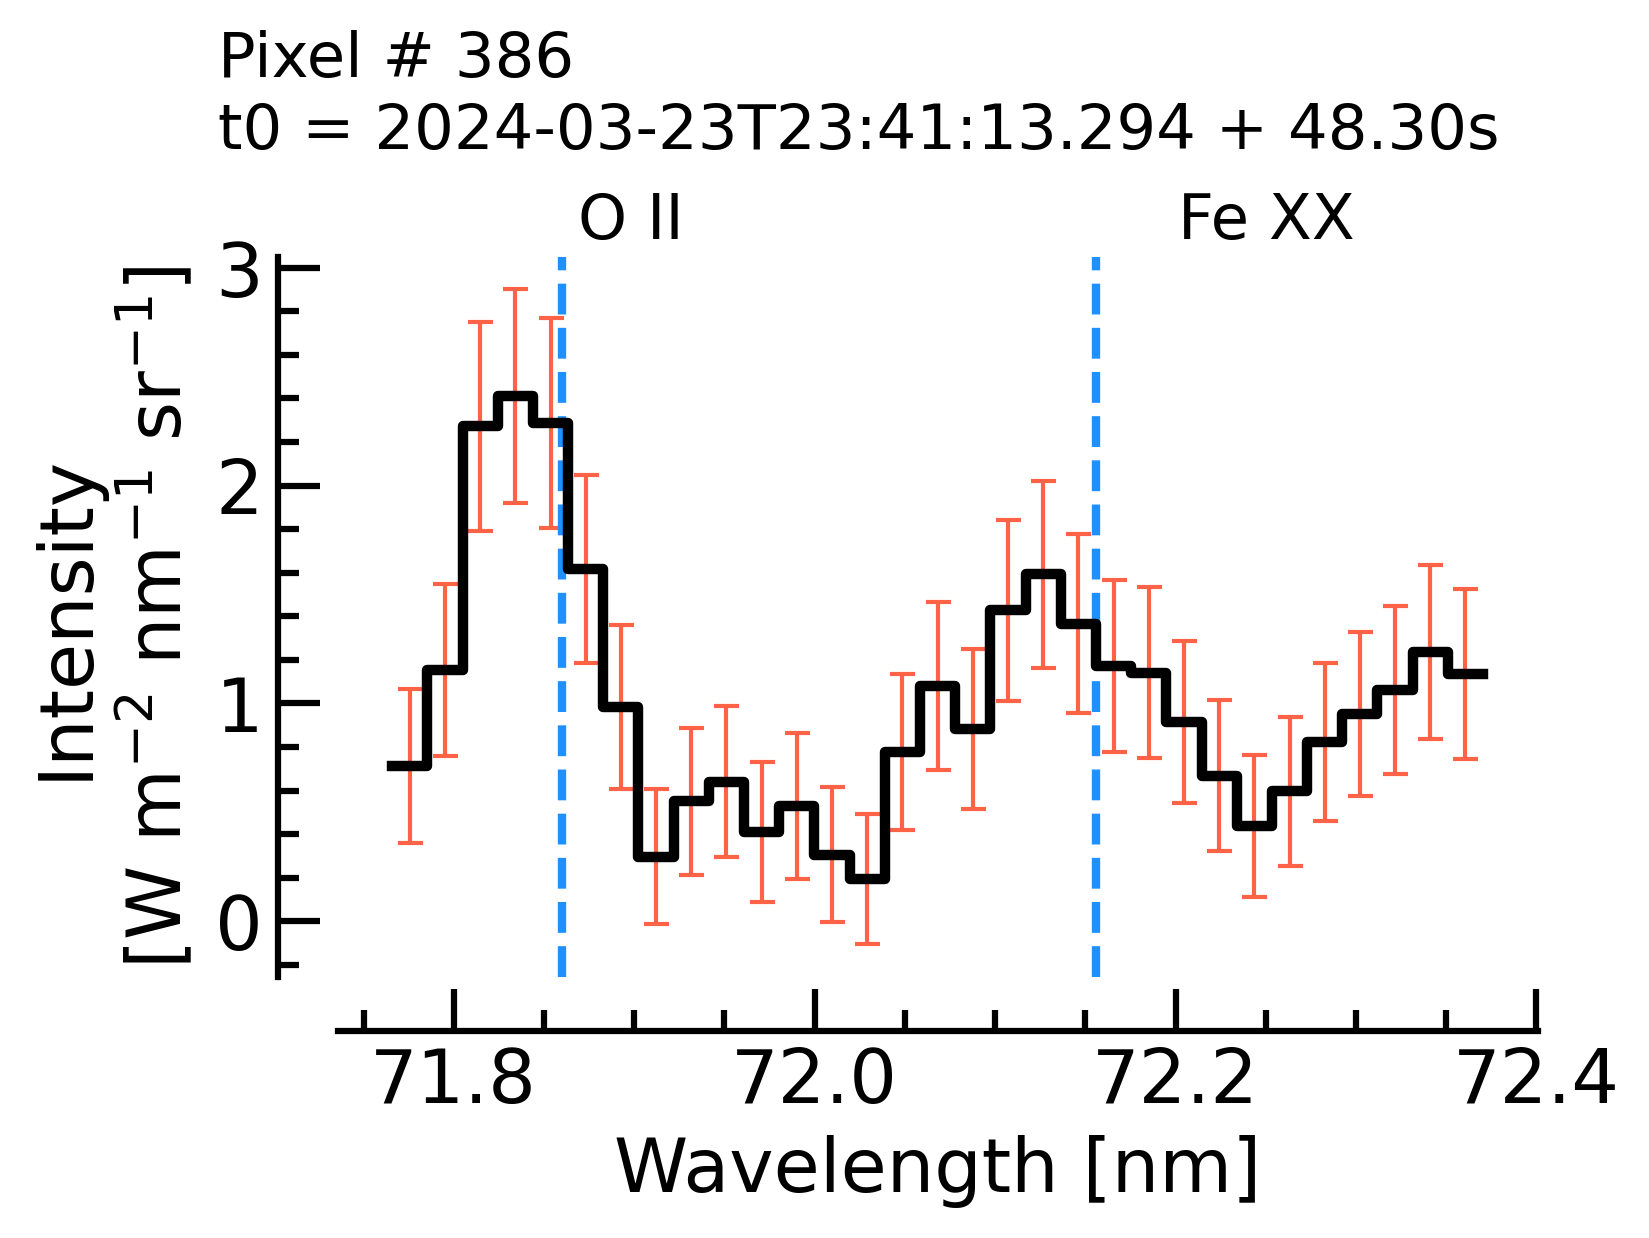 Pixel # 386
t0 = 2024-03-23T23:41:13.294 + 48.30s
O II
Fe XX
Intensity
[W m⁻² nm⁻¹ sr⁻¹]
3
2
1
0
71.8
72.0
72.2
72.4
Wavelength [nm]